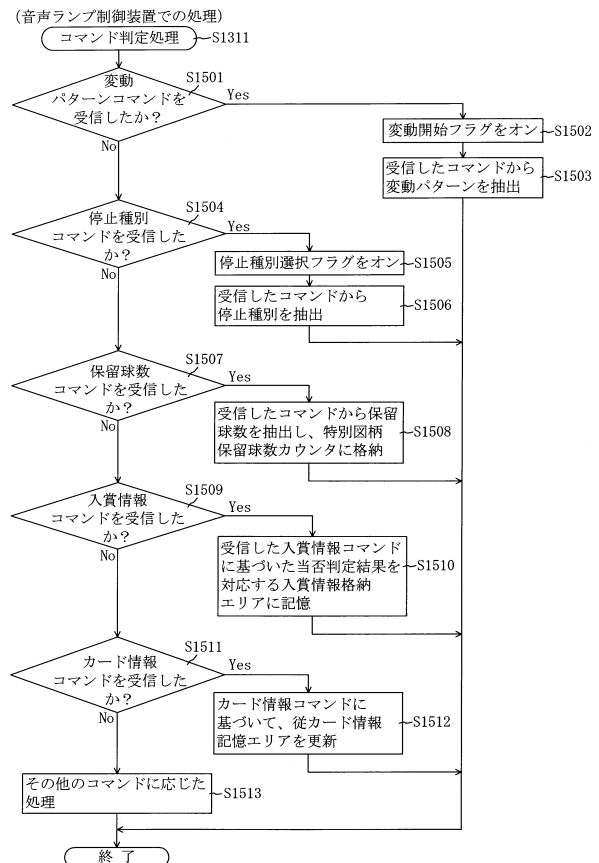 (音声ランプ制御装置での処理)
コマンド判定処理
S1311
変動
パターンコマンドを
受信したか？
S1501
Yes
No
変動開始フラグをオン
S1502
受信したコマンドから
変動パターンを抽出
S1503
停止種別
コマンドを受信した
か？
S1504
Yes
No
停止種別選択フラグをオン
S1505
受信したコマンドから
停止種別を抽出
S1506
保留球数
コマンドを受信した
か？
S1507
Yes
No
受信したコマンドから保留
球数を抽出し、特別図柄
保留球数カウンタに格納
S1508
入賞情報
コマンドを受信した
か？
S1509
Yes
No
受信した入賞情報コマンド
に基づいた当否判定結果を
対応する入賞情報格納
エリアに記憶
S1510
カード情報
コマンドを受信した
か？
S1511
Yes
No
カード情報コマンドに
基づいて、従カード情報
記憶エリアを更新
S1512
その他のコマンドに応じた
処理
S1513
終了